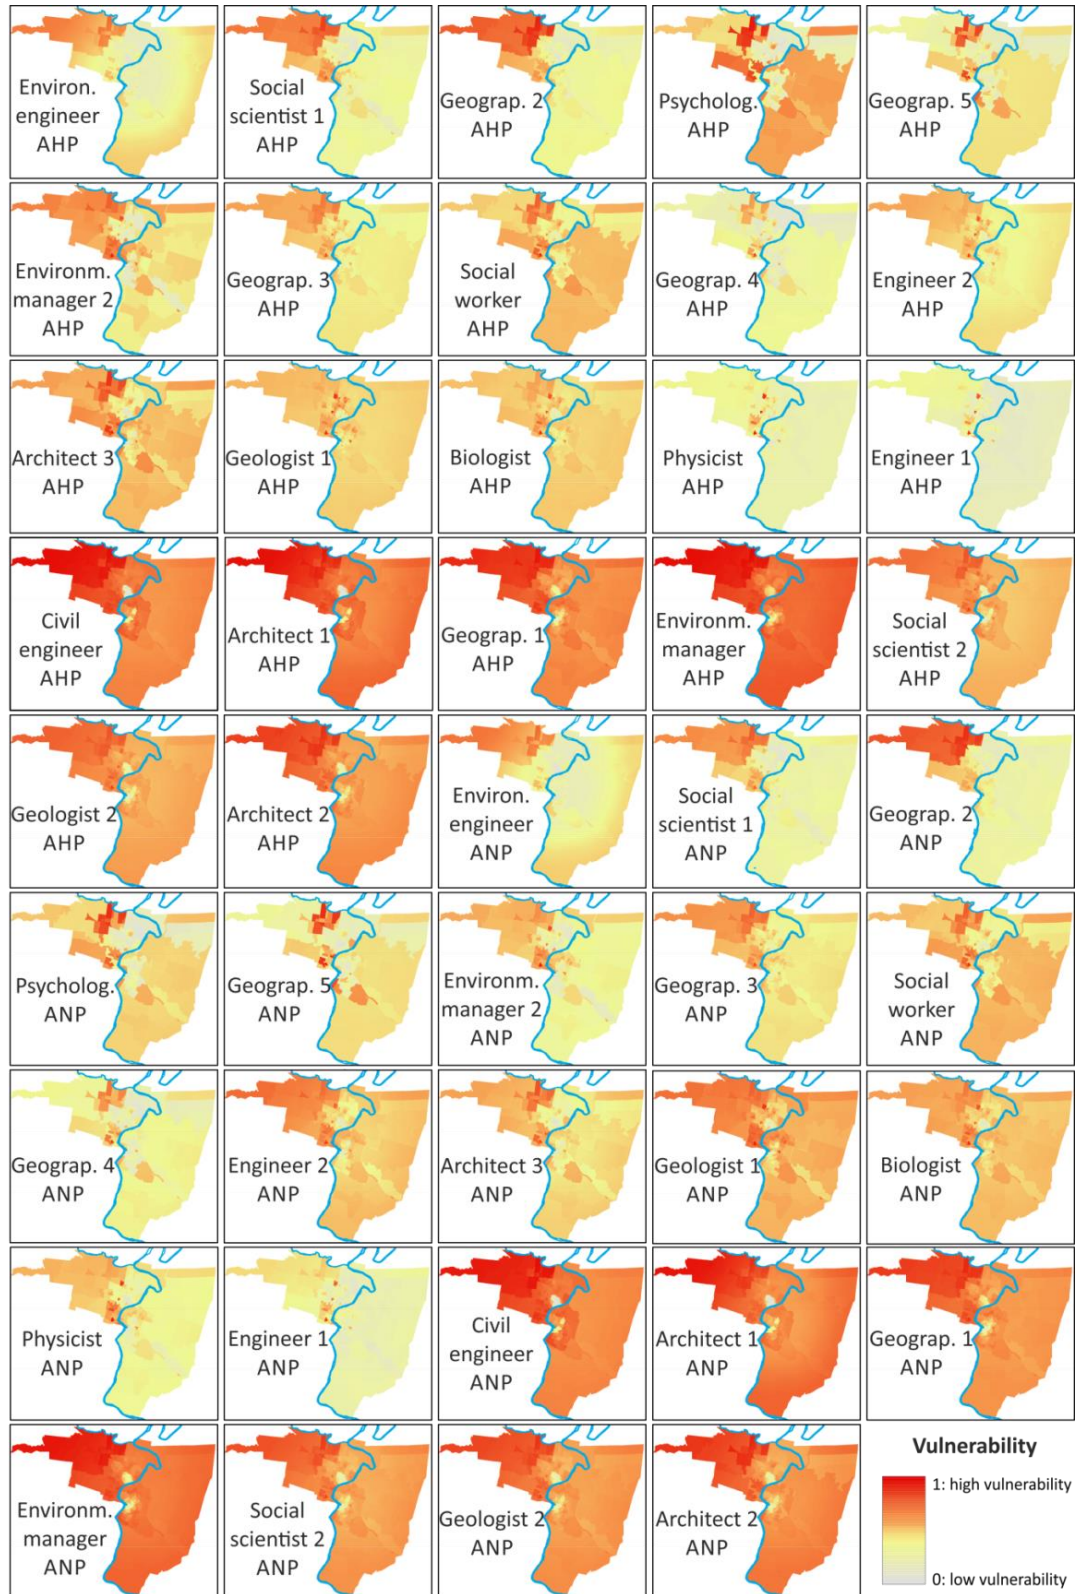 Environ.
engineer
AHP
Social
scientist 1
AHP
Geograp. 2
AHP
Psycholog.
AHP
Geograp. 5
AHP
Environm.
manager 2
AHP
Geograp. 3
AHP
Social
worker
AHP
Geograp. 4
AHP
Engineer 2
AHP
Architect 3
AHP
Geologist 1
AHP
Biologist
AHP
Physicist
AHP
Engineer 1
AHP
Civil
engineer
AHP
Architect 1
AHP
Geograp. 1
AHP
Environm.
manager
AHP
Social
scientist 2
AHP
Geologist 2
AHP
Architect 2
AHP
Environ.
engineer
ANP
Social
scientist 1
ANP
Geograp. 2
ANP
Psycholog.
ANP
Geograp. 5
ANP
Environm.
manager 2
ANP
Geograp. 3
ANP
Social
worker
ANP
Geograp. 4
ANP
Engineer 2
ANP
Architect 3
ANP
Geologist 1
ANP
Biologist
ANP
Physicist
ANP
Engineer 1
ANP
Civil
engineer
ANP
Architect 1
ANP
Geograp. 1
ANP
Environm.
manager
ANP
Social
scientist 2
ANP
Geologist 2
ANP
Architect 2
ANP
Vulnerability
1: high vulnerability
0: low vulnerability